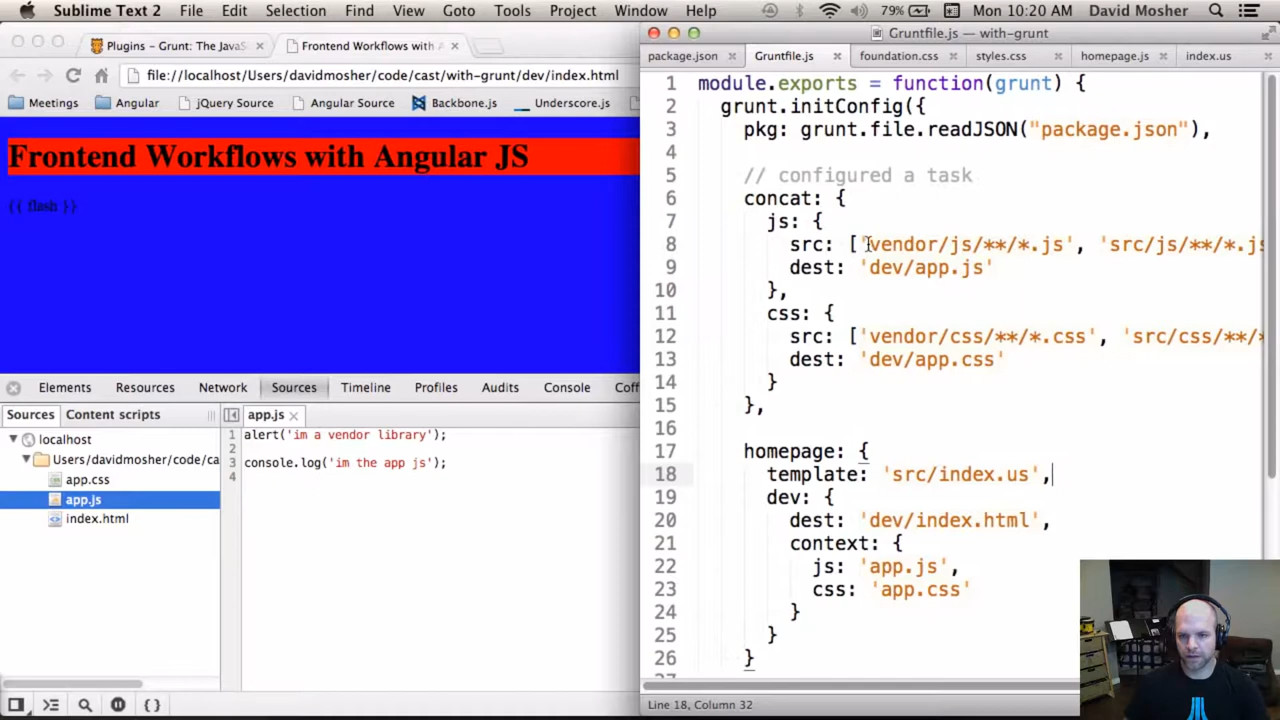 Sublime Text 2 File Edit Selection Find View Goto Tools Project Window Help 79% Mon 10:20 AM David Mosher
Plugins – Grunt: The JavaS
Frontend Workflows with A
file://localhost/Users/davidmosher/code/cast/with-grunt/dev/index.html
Meetings Angular jQuery Source Angular Source Backbone.js Underscore.js
Frontend Workflows with Angular JS
{{ flash }}
Elements Resources Network Sources Timeline Profiles Audits Console
Sources Content scripts
localhost
Users/davidmosher/code/ca
app.css
app.js
index.html
app.js
1 alert('im a vendor library');
2
3 console.log('im the app js');
4
Gruntfile.js — with-grunt
package.json Gruntfile.js foundation.css styles.css homepage.js index.us
1 module.exports = function(grunt) {
2 grunt.initConfig({
3 pkg: grunt.file.readJSON("package.json"),
4
5 // configured a task
6 concat: {
7 js: {
8 src: ['vendor/js/**/*.js', 'src/js/**/*.js
9 dest: 'dev/app.js'
10 },
11 css: {
12 src: ['vendor/css/**/*.css', 'src/css/**/
13 dest: 'dev/app.css'
14 }
15 },
16
17 homepage: {
18 template: 'src/index.us',
19 dev: {
20 dest: 'dev/index.html',
21 context: {
22 js: 'app.js',
23 css: 'app.css'
24 }
25 }
26 }
Line 18, Column 32